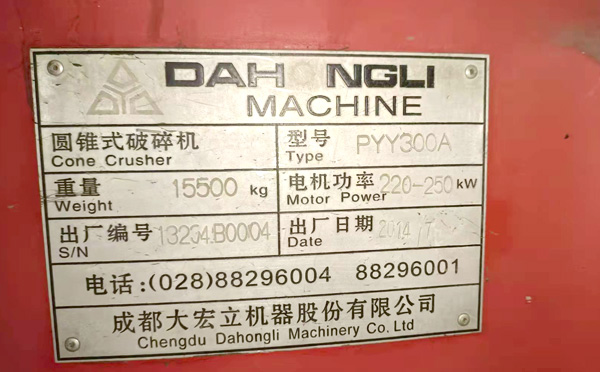 DAHONGLI
MACHINE
圆锥式破碎机
Cone Crusher
型号 PYY300A
Type
重量 15500 kg
Weight
电机功率 220-250 kW
Motor Power
出厂编号
S/N
出厂日期 2014
Date
电话:(028)88296004 88296001
成都大宏立机器股份有限公司
Chengdu Dahongli Machinery Co. Ltd